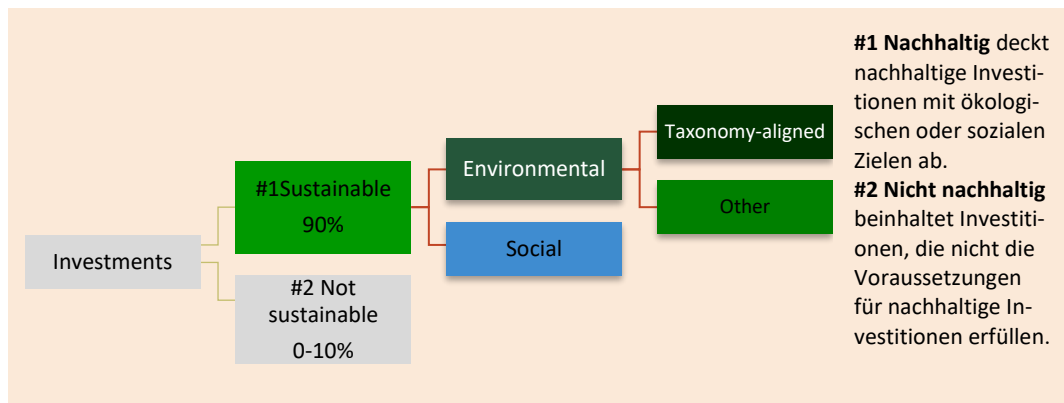 Investments
#1Sustainable
90%
#2 Not
sustainable
0-10%
Environmental
Social
Taxonomy-aligned
Other
#1 Nachhaltig deckt
nachhaltige Investi-
tionen mit ökologi-
schen oder sozialen
Zielen ab.
#2 Nicht nachhaltig
beinhaltet Investiti-
onen, die nicht die
Voraussetzungen
für nachhaltige In-
vestitionen erfüllen.